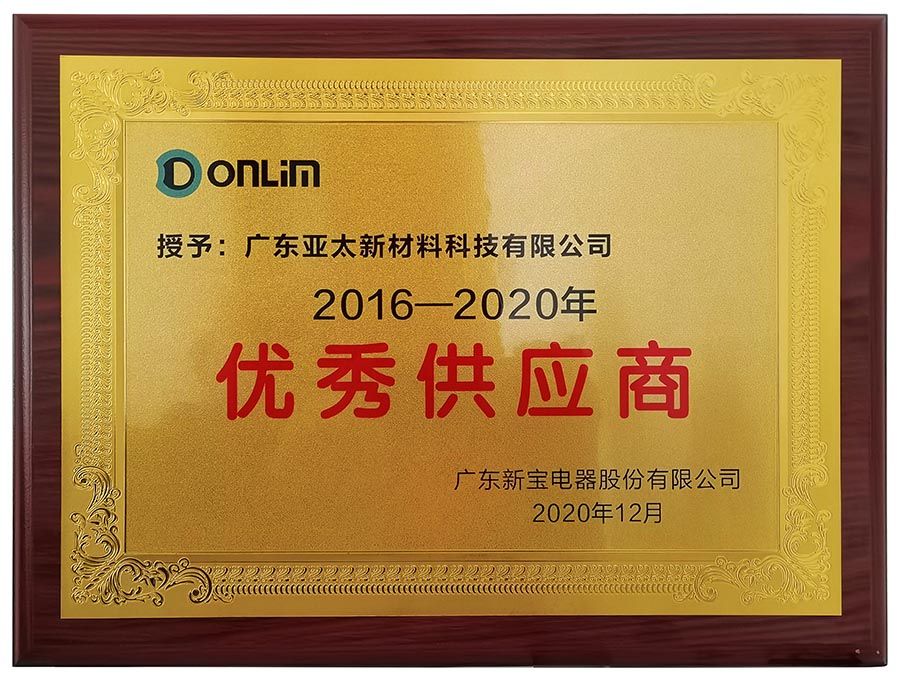 DONLIM
授予：广东亚太新材料科技有限公司
2016—2020年
优秀供应商
广东新宝电器股份有限公司
2020年12月